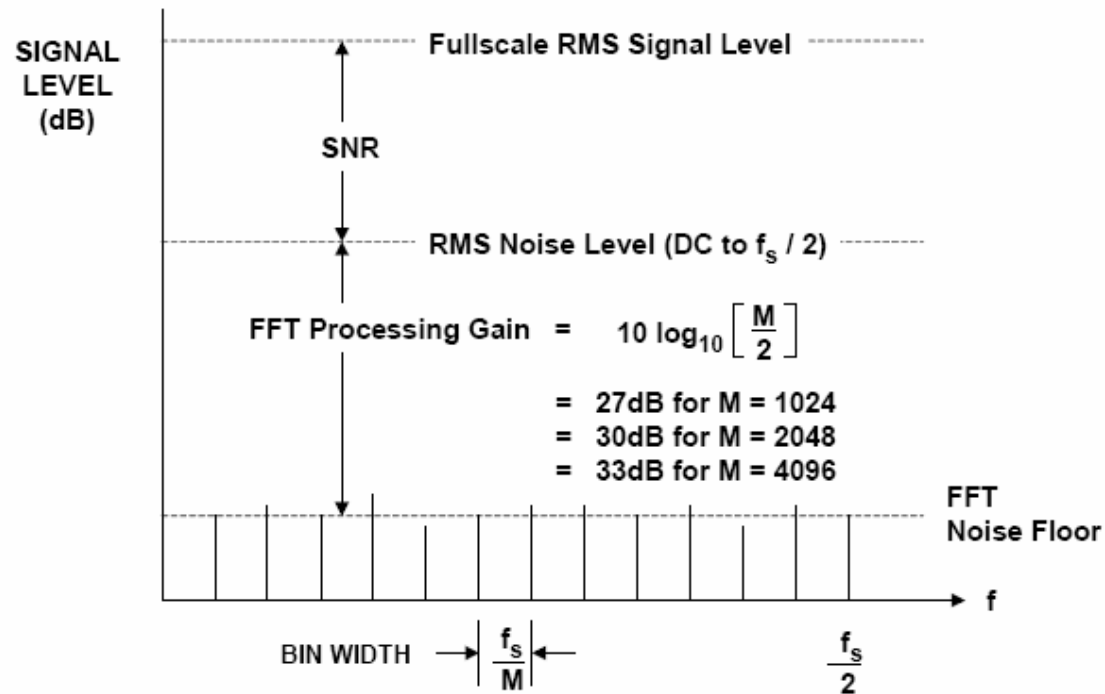 SIGNAL
LEVEL
(dB)
Fullscale RMS Signal Level
SNR
RMS Noise Level (DC to fs / 2)
FFT Processing Gain = 10 log10 [ M / 2 ]
= 27dB for M = 1024
= 30dB for M = 2048
= 33dB for M = 4096
FFT
Noise Floor
f
BIN WIDTH
fs
M
fs
2